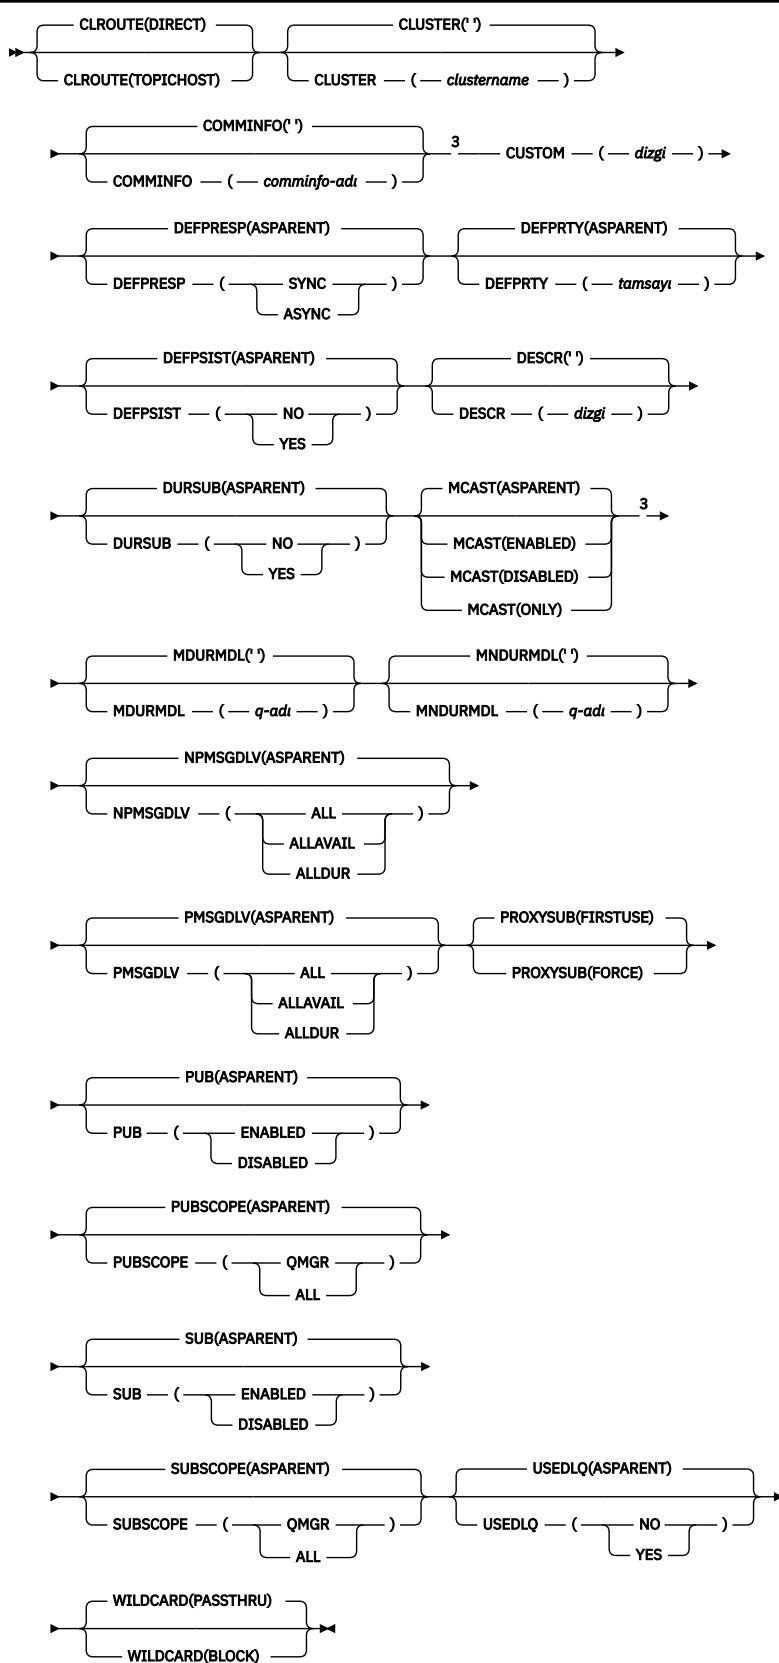 CLROUTE(DIRECT) CLUSTER(' ')
CLROUTE(TOPICHOST) CLUSTER ( clustername )
COMMINFO(' ') 3 CUSTOM ( dizgi )
COMMINFO ( comminfo-adı )
DEFPRESP(ASPARENT) DEFPRTY(ASPARENT)
DEFPRESP ( SYNC ) DEFPRTY ( tamsayı )
ASYNC
DEFPSIST(ASPARENT) DESCR(' ')
DEFPSIST ( NO ) DESCR ( dizgi )
YES
DURSUB(ASPARENT) MCAST(ASPARENT) 3
DURSUB ( NO ) MCAST(ENABLED)
YES MCAST(DISABLED)
MCAST(ONLY)
MDURMDL(' ') MNDURMDL(' ')
MDURMDL ( q-adı ) MNDURMDL ( q-adı )
NPMSGDLV(ASPARENT)
NPMSGDLV ( ALL )
ALLAVAIL
ALLDUR
PMSGDLV(ASPARENT) PROXYSUB(FIRSTUSE)
PMSGDLV ( ALL ) PROXYSUB(FORCE)
ALLAVAIL
ALLDUR
PUB(ASPARENT)
PUB ( ENABLED )
DISABLED
PUBSCOPE(ASPARENT)
PUBSCOPE ( QMGR )
ALL
SUB(ASPARENT)
SUB ( ENABLED )
DISABLED
SUBSCOPE(ASPARENT) USEDLQ(ASPARENT)
SUBSCOPE ( QMGR ) USEDLQ ( NO )
ALL YES
WILDCARD(PASSTHRU)
WILDCARD(BLOCK)